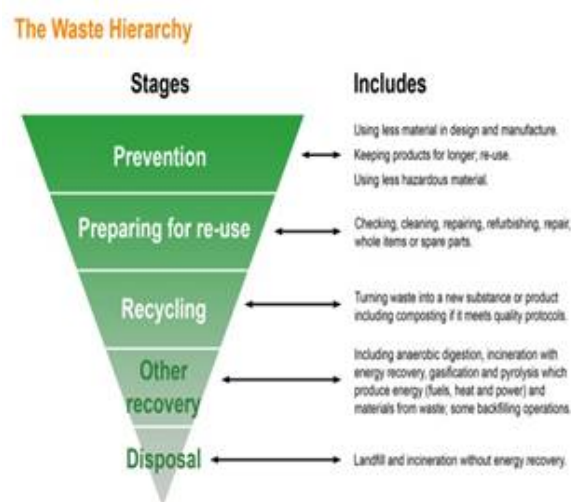 The Waste Hierarchy
Stages
Includes
Prevention
Using less material in design and manufacture.
Keeping products for longer; re-use.
Using less hazardous material.
Preparing for re-use
Checking, cleaning, repairing, refurbishing, repair,
whole items or spare parts.
Recycling
Turning waste into a new substance or product
including composting if it meets quality protocols.
Other
recovery
Including anaerobic digestion, incineration with
energy recovery, gasification and pyrolysis which
produce energy (fuels, heat and power) and
materials from waste; some backfilling operations.
Disposal
Landfill and incineration without energy recovery.